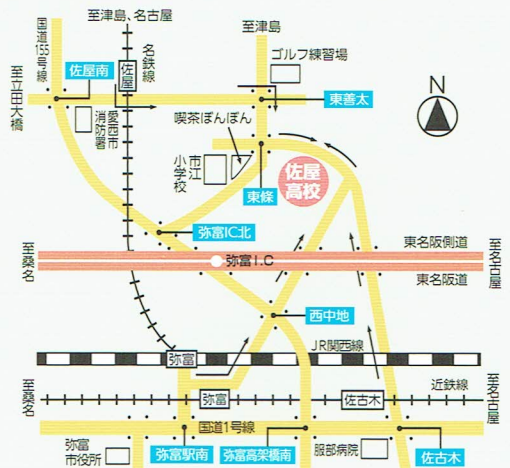 至津島、名古屋
至津島
国道155号線
名鉄線
ゴルフ練習場
佐屋南
佐屋
至立田大橋
東善太
N
愛西市消防署
喫茶ぽんぽん
市江小学校
佐屋高校
東條
弥富IC北
東名阪側道
至桑名
弥富I.C
至名古屋
東名阪道
西中地
JR関西線
弥富
近鉄線
至桑名
弥富
佐古木
至名古屋
国道1号線
弥富市役所
弥富駅南
弥富高架橋南
服部病院
佐古木